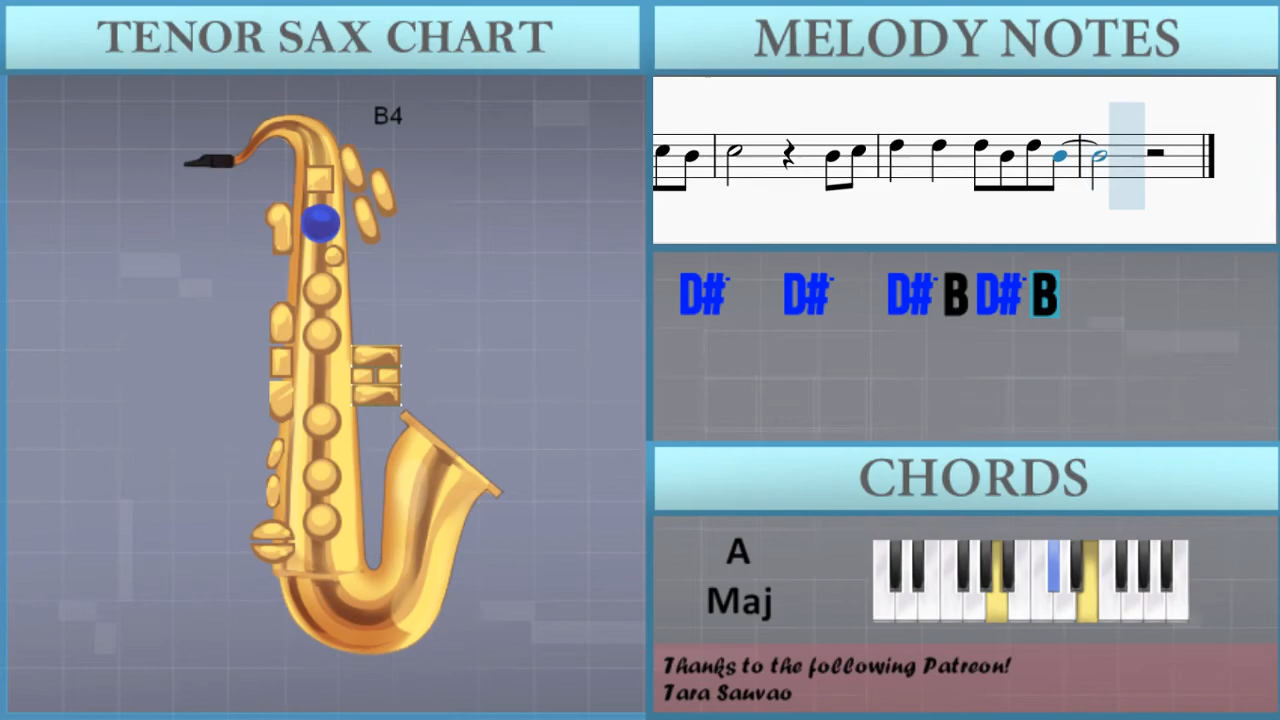 TENOR SAX CHART
B4
MELODY NOTES
D#- D#- D#- B D#- B
CHORDS
A
Maj
Thanks to the following Patreon!
Tara Sauvao